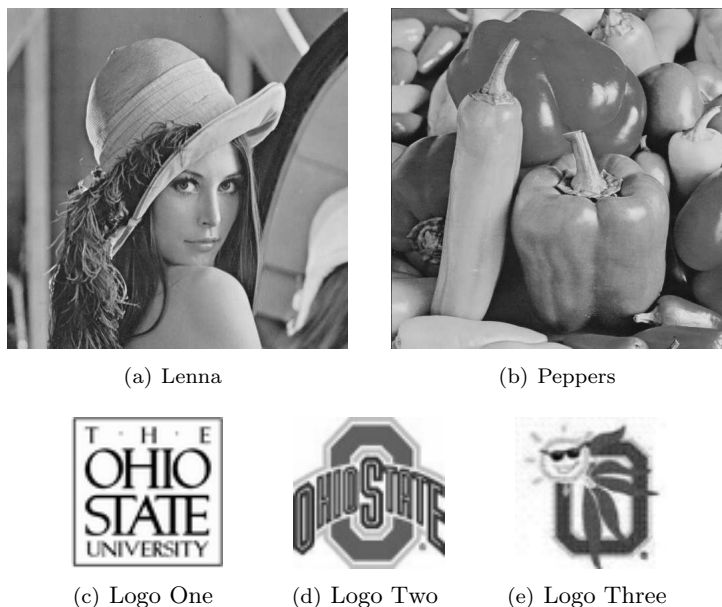 (a) Lenna
(b) Peppers
T · H · E
OHIO
STATE
UNIVERSITY
OHIO STATE
(c) Logo One
(d) Logo Two
(e) Logo Three